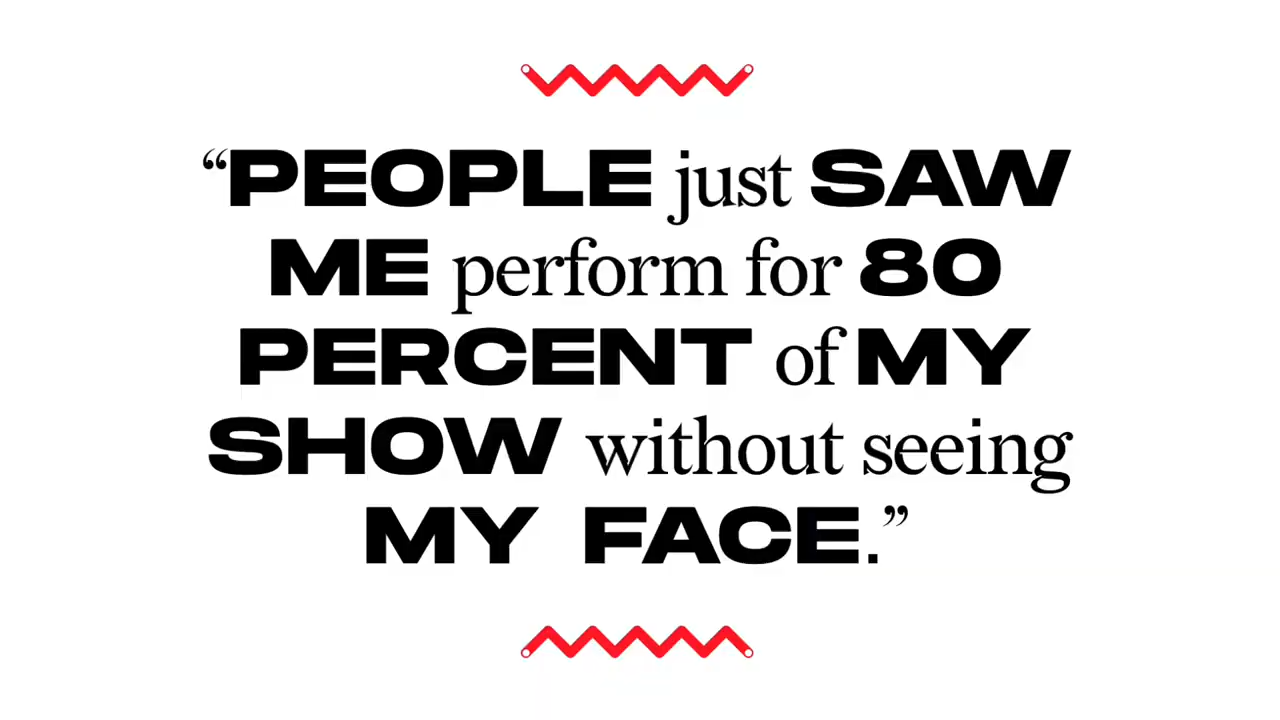 “PEOPLE just SAW
ME perform for 80
PERCENT of MY
SHOW without seeing
MY FACE.”